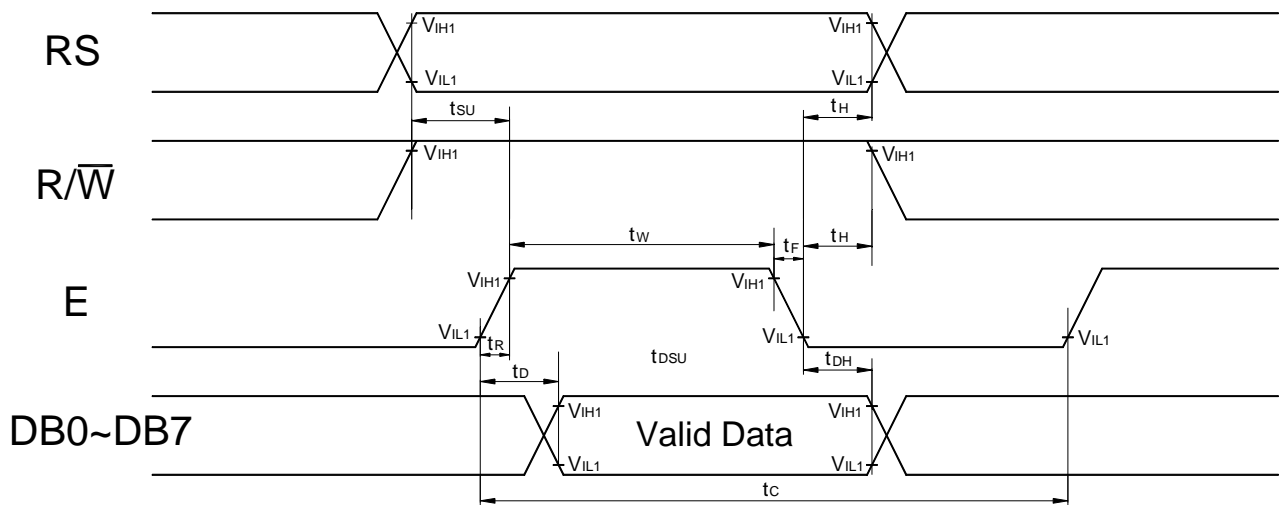 RS
VIH1
VIH1
VIL1
VIL1
tSU
tH
R/W̅
VIH1
VIH1
tW
tF
tH
E
VIH1
VIH1
VIL1
VIL1
VIL1
tR
tD
tDSU
tDH
DB0~DB7
VIH1
Valid Data
VIH1
VIL1
VIL1
tC